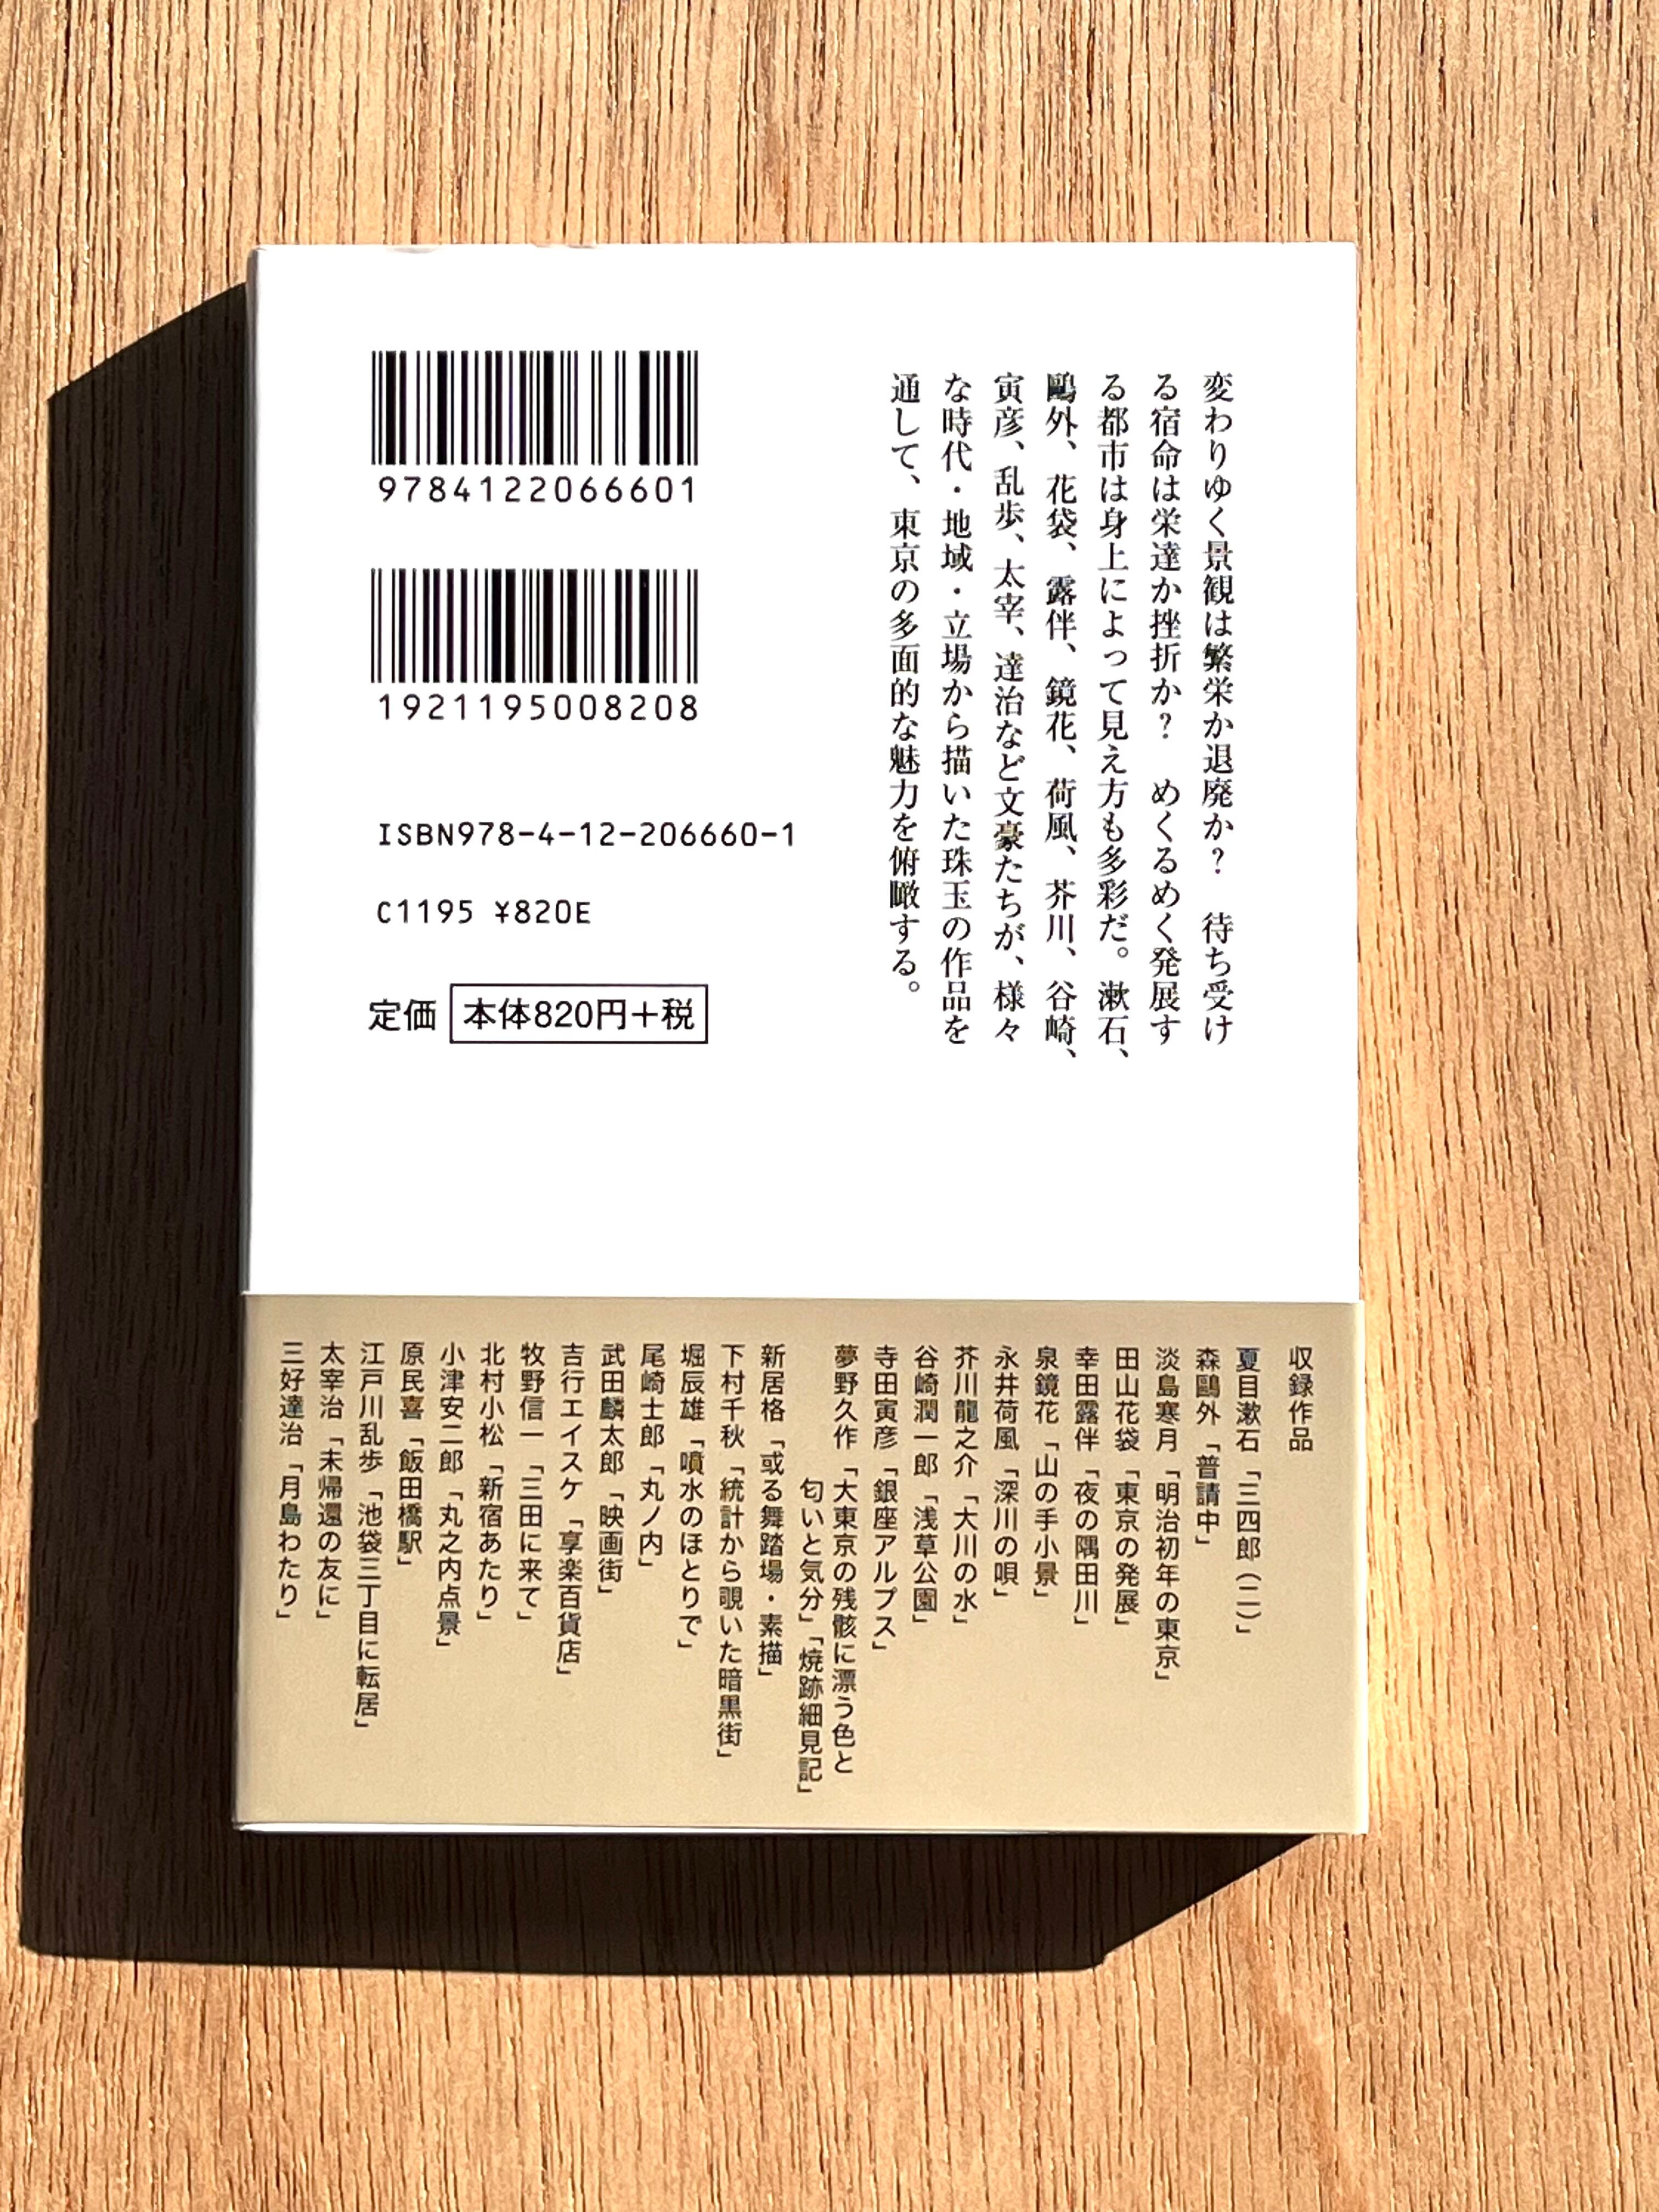 変わりゆく景観は繁栄か退廃か？　待ち受け
る宿命は栄達か挫折か？　めくるめく発展す
る都市は身上によって見え方も多彩だ。漱石、
鷗外、花袋、露伴、鏡花、荷風、芥川、谷崎、
寅彦、乱歩、太宰、達治など文豪たちが、様々
な時代・地域・立場から描いた珠玉の作品を
通して、東京の多面的な魅力を俯瞰する。
9784122066601
1921195008208
ISBN978-4-12-206660-1
C1195 ¥820E
定価 本体820円＋税
収録作品
夏目漱石「三四郎（二）」
森鷗外「普請中」
淡島寒月「明治初年の東京」
田山花袋「東京の発展」
幸田露伴「夜の隅田川」
泉鏡花「山の手小景」
永井荷風「深川の唄」
芥川龍之介「大川の水」
谷崎潤一郎「浅草公園」
寺田寅彦「銀座アルプス」
夢野久作「大東京の残骸に漂う色と
匂いと気分」「焼跡細見記」
新居格「或る舞踏場・素描」
下村千秋「統計から覗いた暗黒街」
堀辰雄「噴水のほとりで」
尾崎士郎「丸ノ内」
武田麟太郎「映画街」
吉行エイスケ「享楽百貨店」
牧野信一「三田に来て」
北村小松「新宿あたり」
小津安二郎「丸之内点景」
原民喜「飯田橋駅」
江戸川乱歩「池袋三丁目に転居」
太宰治「未帰還の友に」
三好達治「月島わたり」